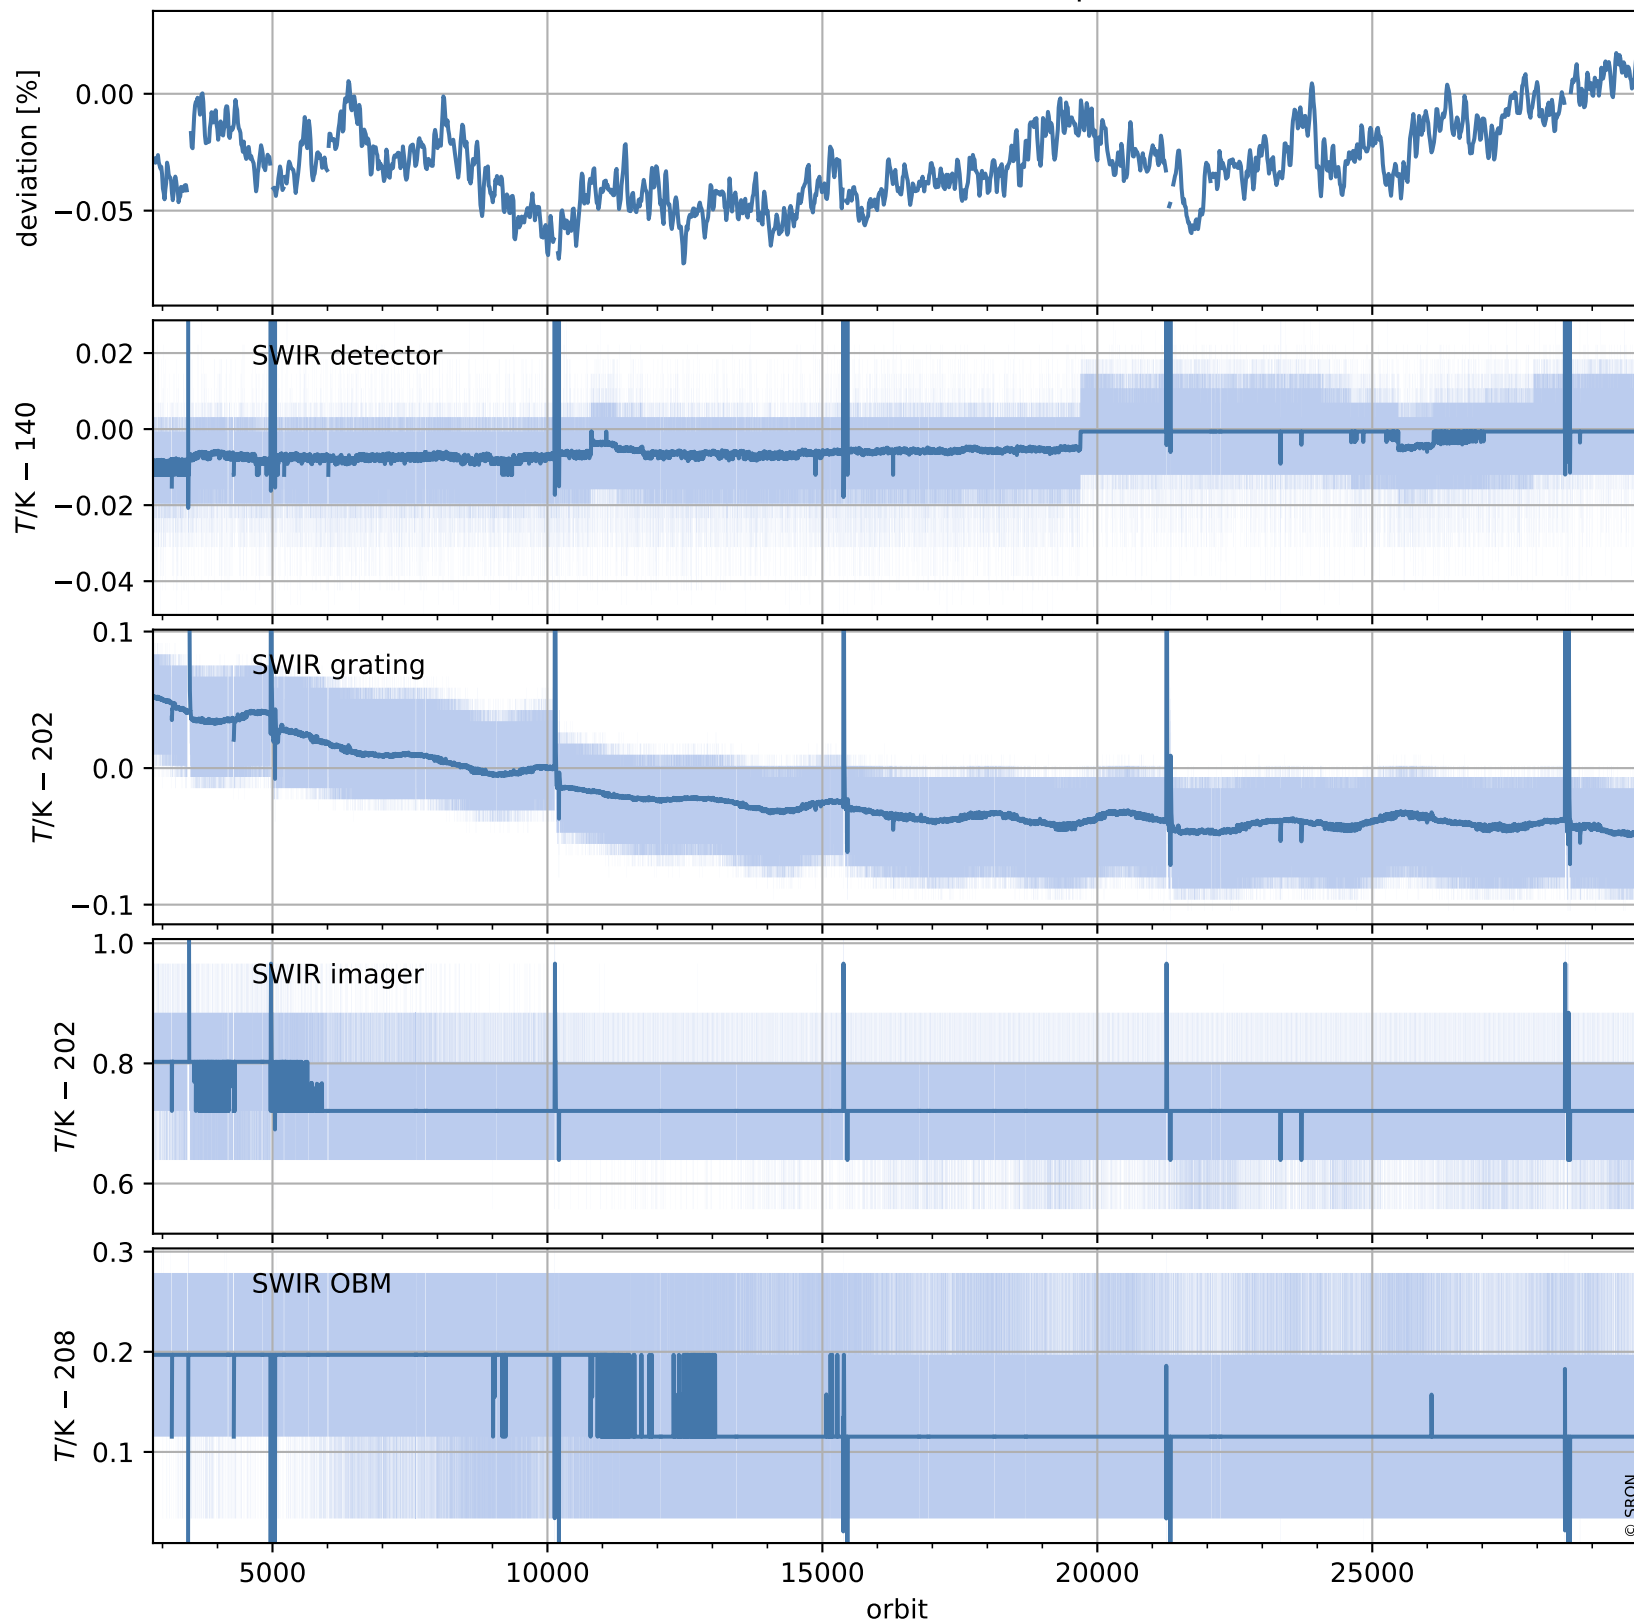 deviation [%]
0.00
−0.05
SWIR detector
T/K − 140
0.02
0.00
−0.02
−0.04
SWIR grating
T/K − 202
0.1
0.0
−0.1
SWIR imager
T/K − 202
1.0
0.8
0.6
SWIR OBM
T/K − 208
0.3
0.2
0.1
© SRON
5000 10000 15000 20000 25000
orbit